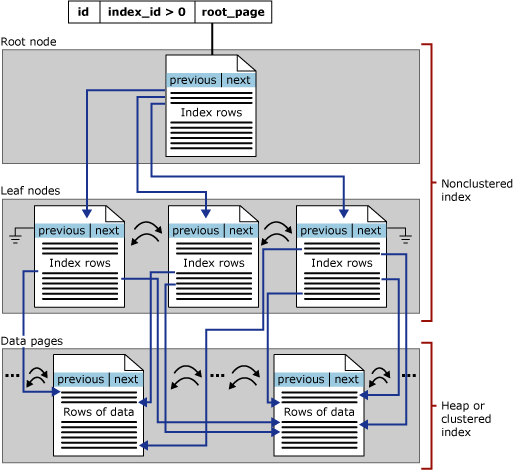 id index_id > 0 root_page
Root node
previous next
Index rows
Nonclustered
index
Leaf nodes
previous next previous next previous next
Index rows Index rows Index rows
Data pages
... previous next ... previous next ...
Rows of data Rows of data
Heap or
clustered
index